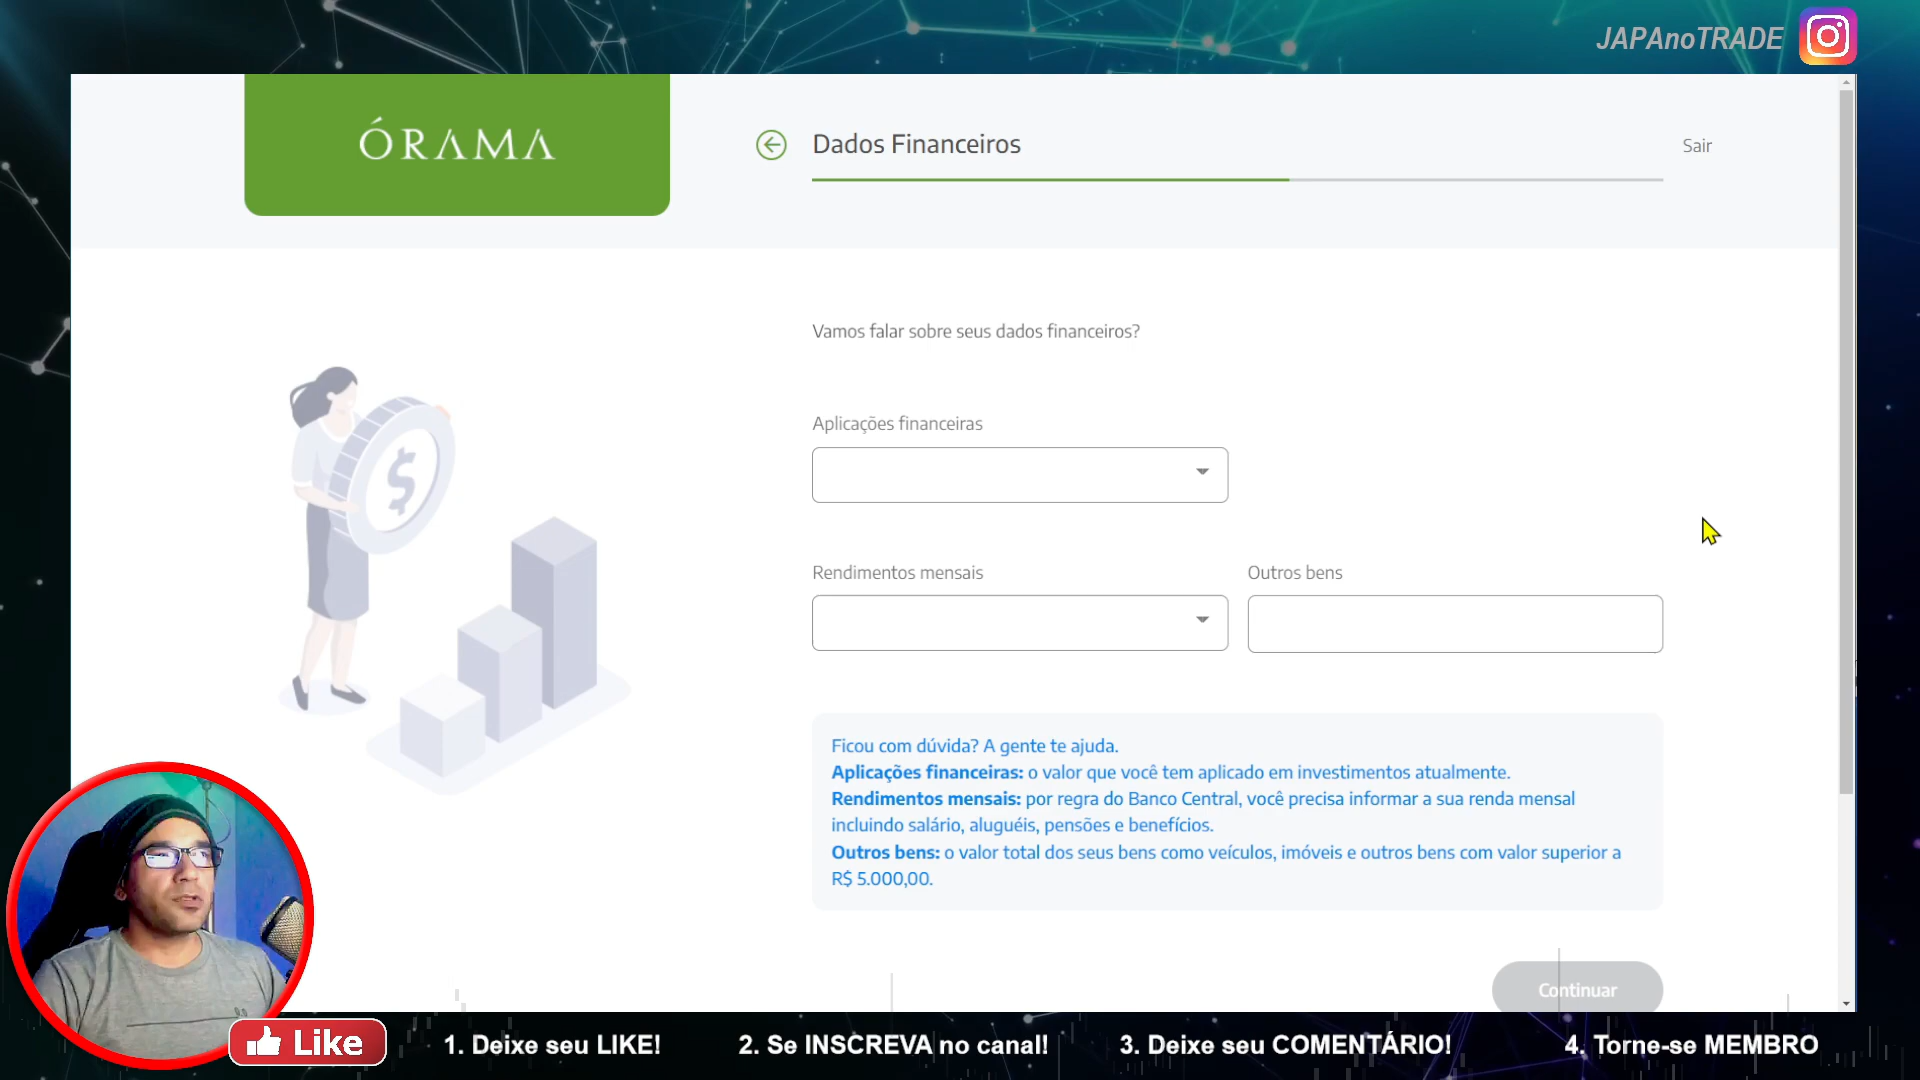 JAPAnoTRADE
ÓRAMA
Dados Financeiros
Sair
Vamos falar sobre seus dados financeiros?
Aplicações financeiras
Rendimentos mensais
Outros bens
$
Ficou com dúvida? A gente te ajuda.
Aplicações financeiras: o valor que você tem aplicado em investimentos atualmente.
Rendimentos mensais: por regra do Banco Central, você precisa informar a sua renda mensal
incluindo salário, aluguéis, pensões e benefícios.
Outros bens: o valor total dos seus bens como veículos, imóveis e outros bens com valor superior a
R$ 5.000,00.
Continuar
Like
1. Deixe seu LIKE!
2. Se INSCREVA no canal!
3. Deixe seu COMENTÁRIO!
4. Torne-se MEMBRO